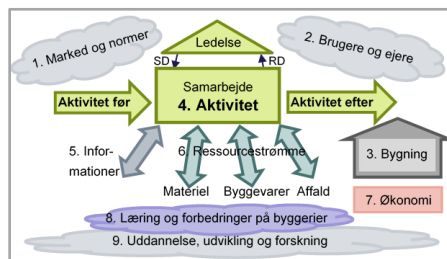 1. Marked og normer
Ledelse
2. Brugere og ejere
SD
RD
Samarbejde
4. Aktivitet
Aktivitet før
Aktivitet efter
3. Bygning
5. Infor-
mationer
6. Ressourcestrømme
Materiel
Byggevarer
Affald
7. Økonomi
8. Læring og forbedringer på byggerier
9. Uddannelse, udvikling og forskning